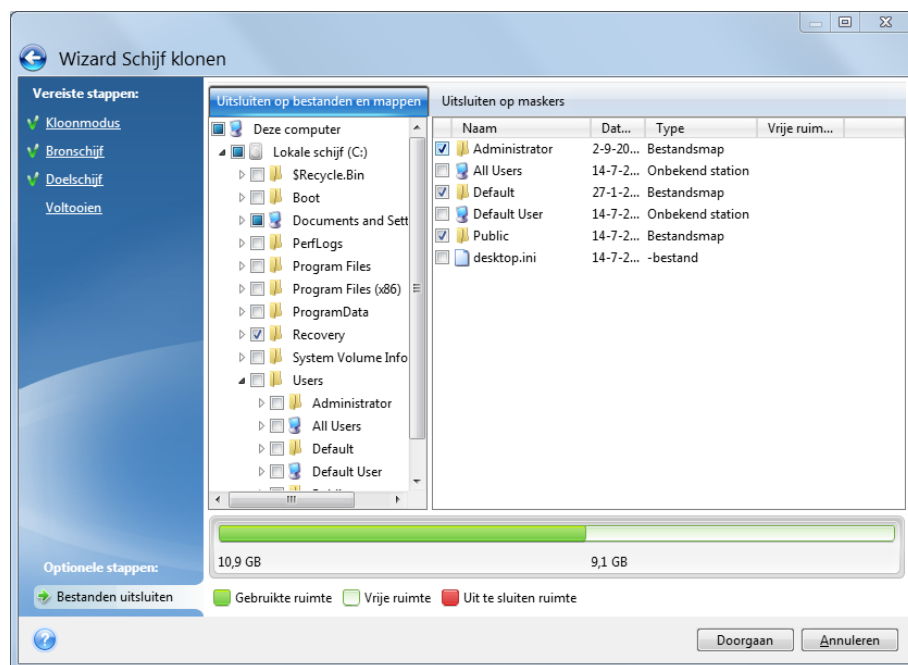 Wizard Schijf klonen
Vereiste stappen:
Kloonmodus
Bronschijf
Doelschijf
Voltooien
Optionele stappen:
Bestanden uitsluiten
Uitsluiten op bestanden en mappen
Uitsluiten op maskers
Deze computer
Lokale schijf (C:)
$Recycle.Bin
Boot
Documents and Sett
PerfLogs
Program Files
Program Files (x86)
ProgramData
Recovery
System Volume Info
Users
Administrator
All Users
Default
Default User
Naam Dat... Type Vrije ruim...
Administrator 2-9-20... Bestandsmap
All Users 14-7-2... Onbekend station
Default 27-1-2... Bestandsmap
Default User 14-7-2... Onbekend station
Public 14-7-2... Bestandsmap
desktop.ini 14-7-2... -bestand
10,9 GB 9,1 GB
Gebruikte ruimte Vrije ruimte Uit te sluiten ruimte
Doorgaan Annuleren